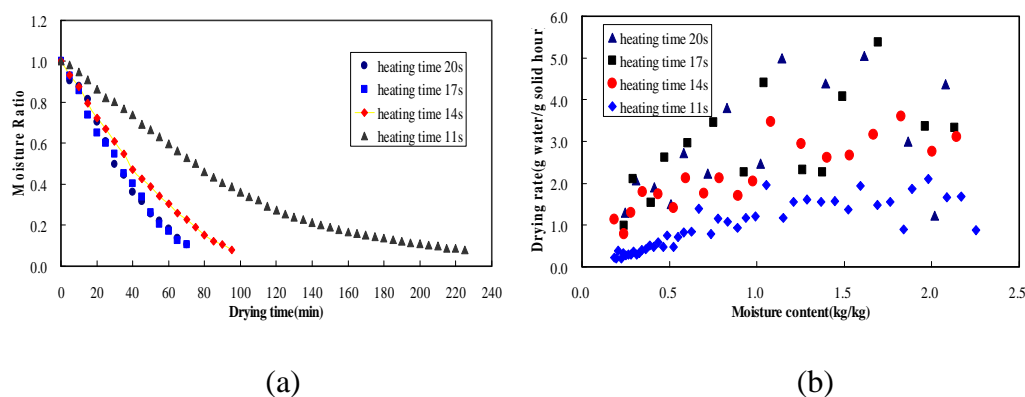 (a)
(b)
1.2
1.0
0.8
0.6
0.4
0.2
0.0
Moisture Ratio
heating time 20s
heating time 17s
heating time 14s
heating time 11s
0 20 40 60 80 100 120 140 160 180 200 220 240
Drying time(min)
6.0
5.0
4.0
3.0
2.0
1.0
0.0
Drying rate(g water/g solid hour)
heating time 20s
heating time 17s
heating time 14s
heating time 11s
0.0 0.5 1.0 1.5 2.0 2.5
Moisture content(kg/kg)
(a)
(b)